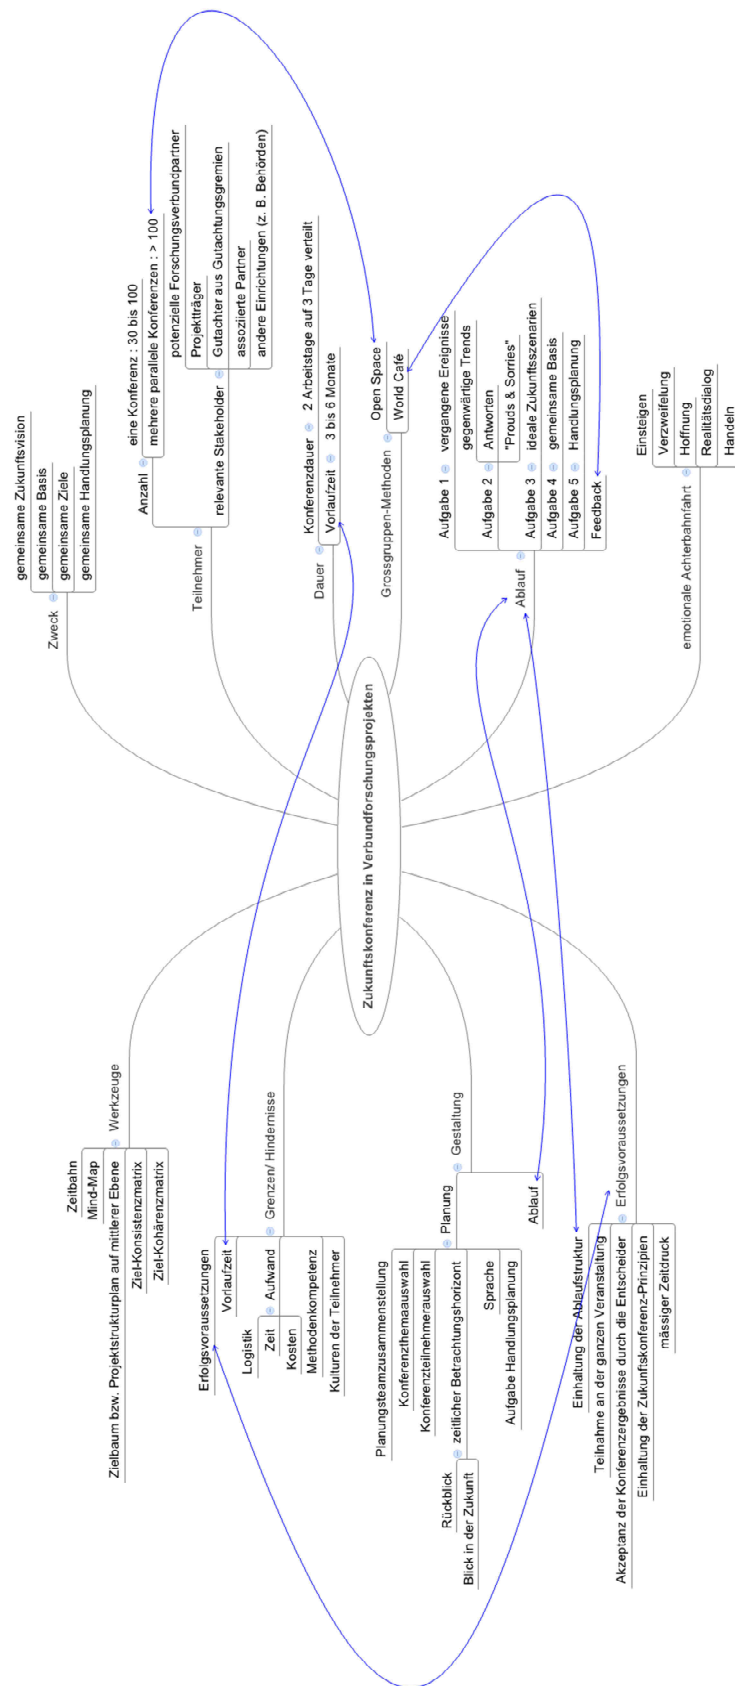 Zukunftskonferenz in Verbundforschungsprojekten
Zweck
gemeinsame Zukunftsvision
gemeinsame Basis
gemeinsame Ziele
gemeinsame Handlungsplanung
Teilnehmer
Anzahl
eine Konferenz : 30 bis 100
mehrere paralele Konferenzen : > 100
relevante Stakeholder
potenzielle Forschungsverbundpartner
Projektträger
Gutachter aus Gutachtungsgremien
assoziierte Partner
andere Einrichtungen (z. B. Behörden)
Dauer
Konferenzdauer
2 Arbeitstage auf 3 Tage verteilt
Vorlaufzeit
3 bis 6 Monate
Grossgruppen-Methoden
Open Space
World Café
Ablauf
Aufgabe 1
vergangene Ereignisse
Aufgabe 2
gegenwärtige Trends
Antworten
"Prouds & Sorries"
Aufgabe 3
ideale Zukunftsszenarien
Aufgabe 4
gemeinsame Basis
Aufgabe 5
Handlungsplanung
Feedback
emotionale Achterbahnfahrt
Einsteigen
Verzweifelung
Hoffnung
Realitätsdialog
Handeln
Werkzeuge
Zeitbahn
Mind-Map
Zielbaum bzw. Projektstrukturplan auf mittlerer Ebene
Ziel-Konsistenzmatrix
Ziel-Kohärenzmatrix
Grenzen/ Hindernisse
Erfolgsvoraussetzungen
Vorlaufzeit
Aufwand
Logistik
Zeit
Kosten
Methodenkompetenz
Kulturen der Teilnehmer
Gestaltung
Planung
Planungsteamzusammenstellung
Konferenzthemaauswahl
Konferenzteilnehmerauswahl
zeitlicher Betrachtungshorizont
Rückblick
Blick in der Zukunft
Sprache
Aufgabe Handlungsplanung
Ablauf
Erfolgsvoraussetzungen
Einhaltung der Ablaufstruktur
Teilnahme an der ganzen Veranstaltung
Akzeptanz der Konferenzergebnisse durch die Entscheider
Einhaltung der Zukunftskonferenz-Prinzipien
mässiger Zeitdruck